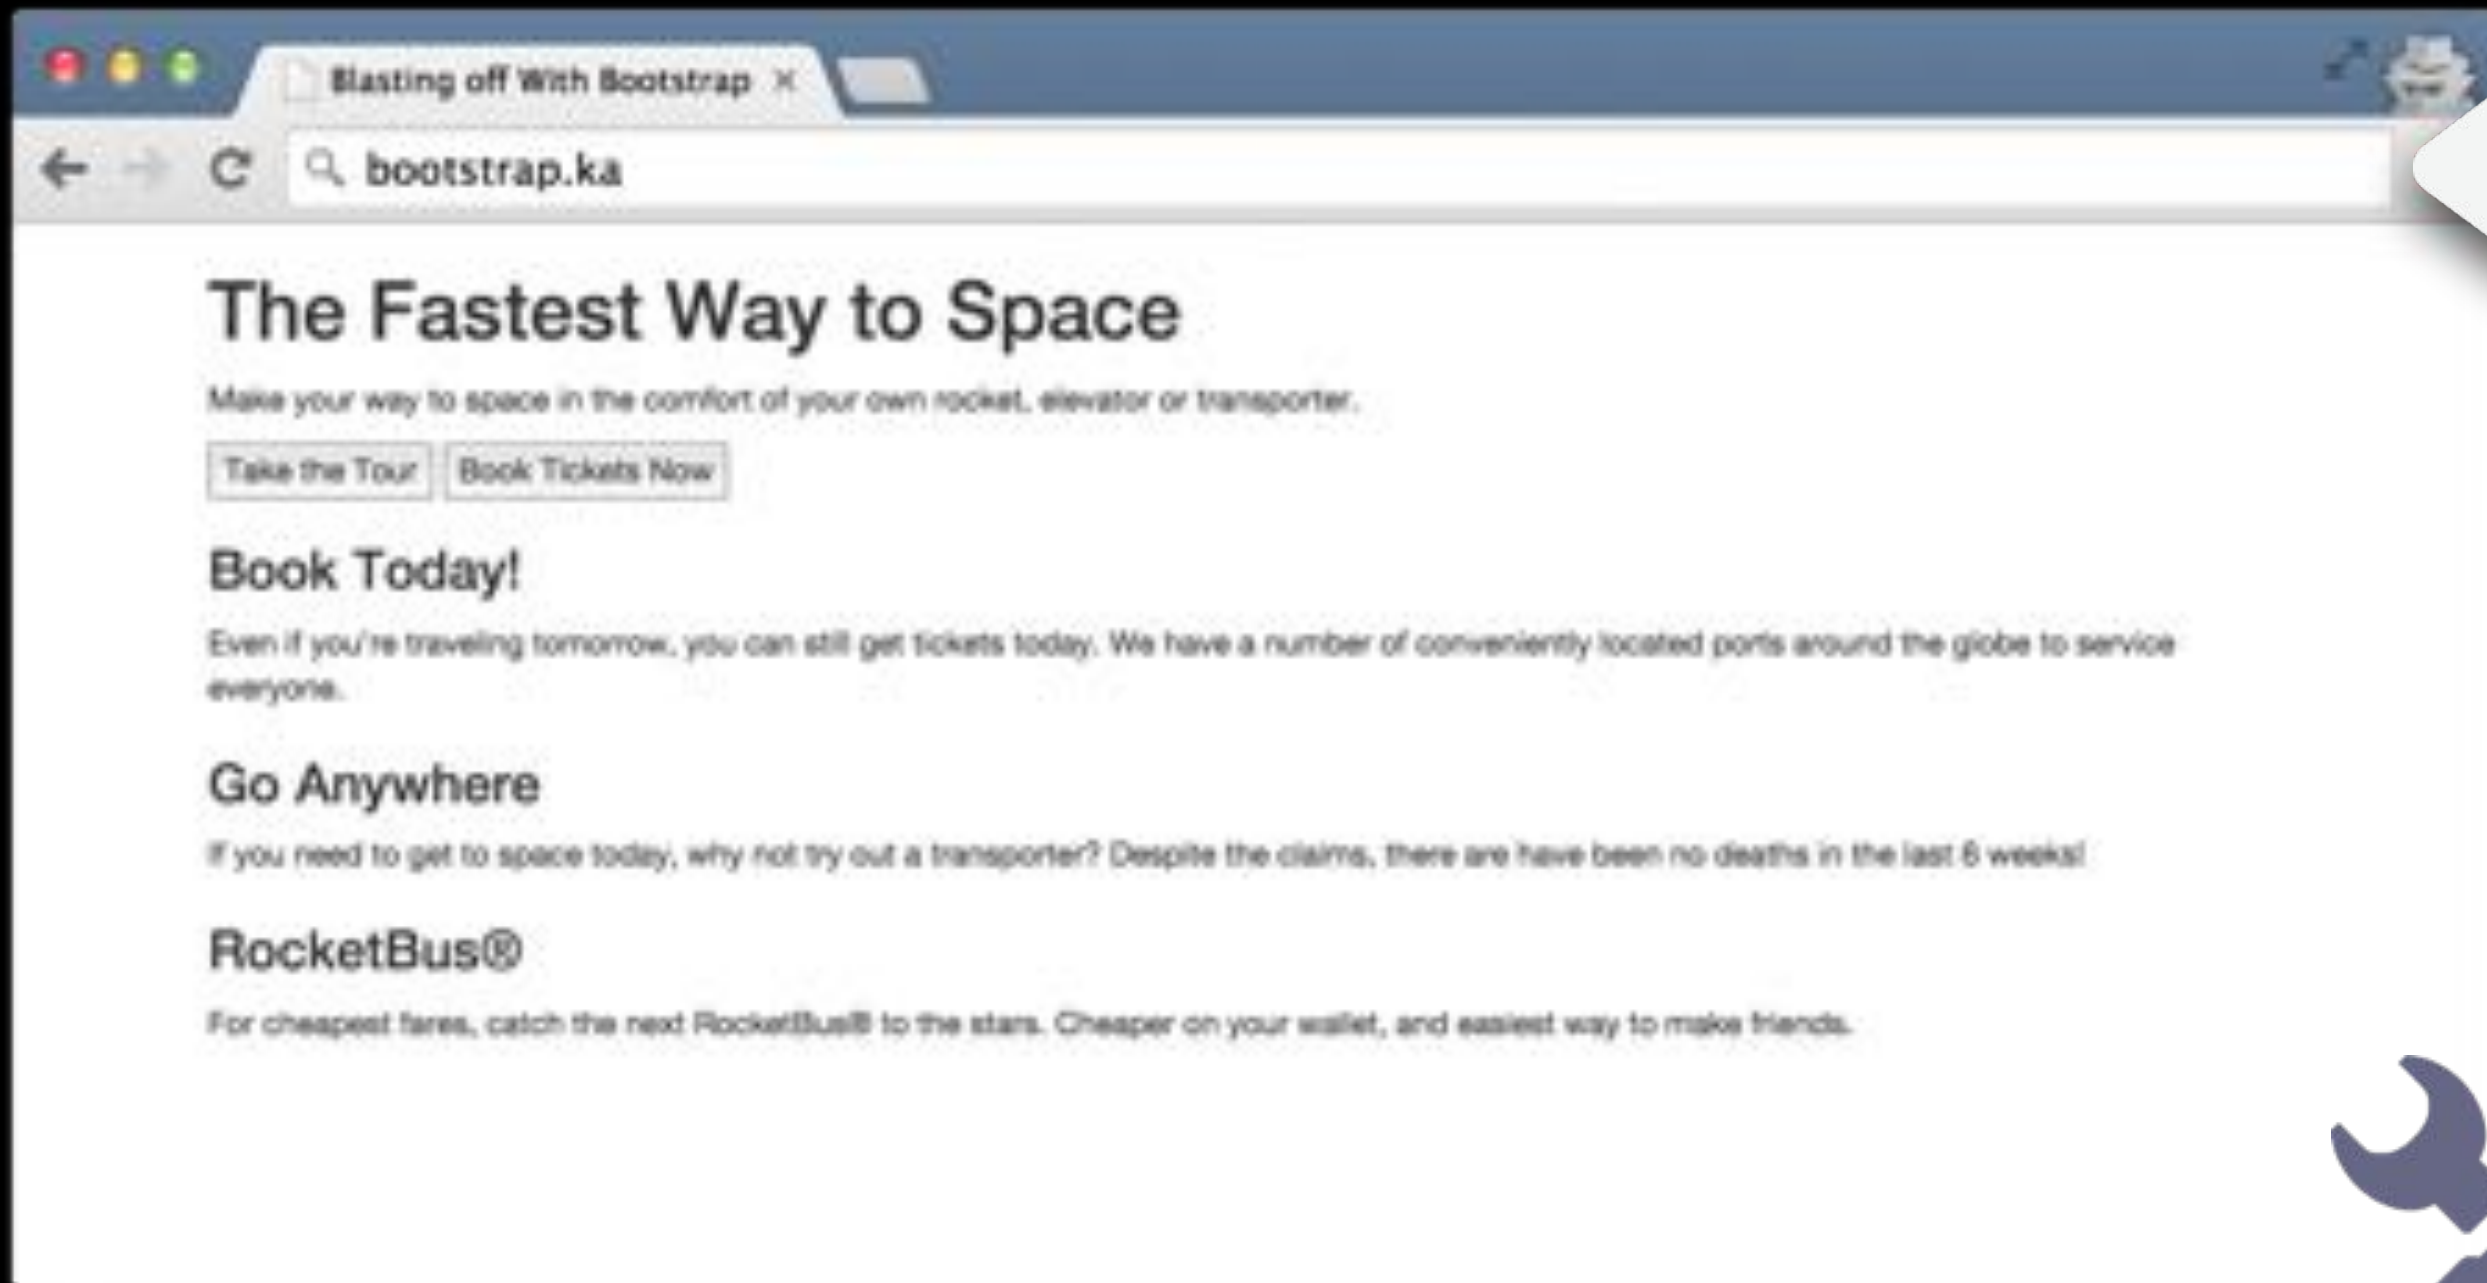 Blasting off With Bootstrap
bootstrap.ka
The Fastest Way to Space
Make your way to space in the comfort of your own rocket, elevator or transporter.
Take the Tour Book Tickets Now
Book Today!
Even if you're traveling tomorrow, you can still get tickets today. We have a number of conveniently located ports around the globe to service
everyone.
Go Anywhere
If you need to get to space today, why not try out a transporter? Despite the claims, there are have been no deaths in the last 6 weeks!
RocketBus®
For cheapest fares, catch the next RocketBus® to the stars. Cheaper on your wallet, and easiest way to make friends.